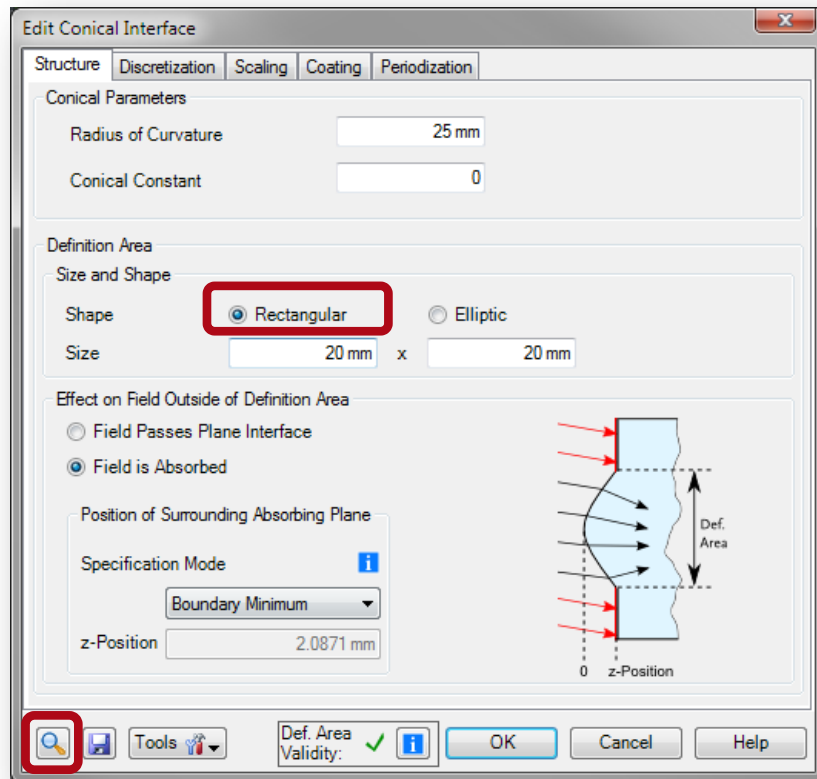 Edit Conical Interface
Structure Discretization Scaling Coating Periodization
Conical Parameters
Radius of Curvature 25 mm
Conical Constant 0
Definition Area
Size and Shape
Shape Rectangular Elliptic
Size 20 mm x 20 mm
Effect on Field Outside of Definition Area
Field Passes Plane Interface
Field is Absorbed
Position of Surrounding Absorbing Plane
Specification Mode i
Boundary Minimum
z-Position 2.0871 mm
Def.
Area
0 z-Position
Tools Def. Area
Validity: i OK Cancel Help